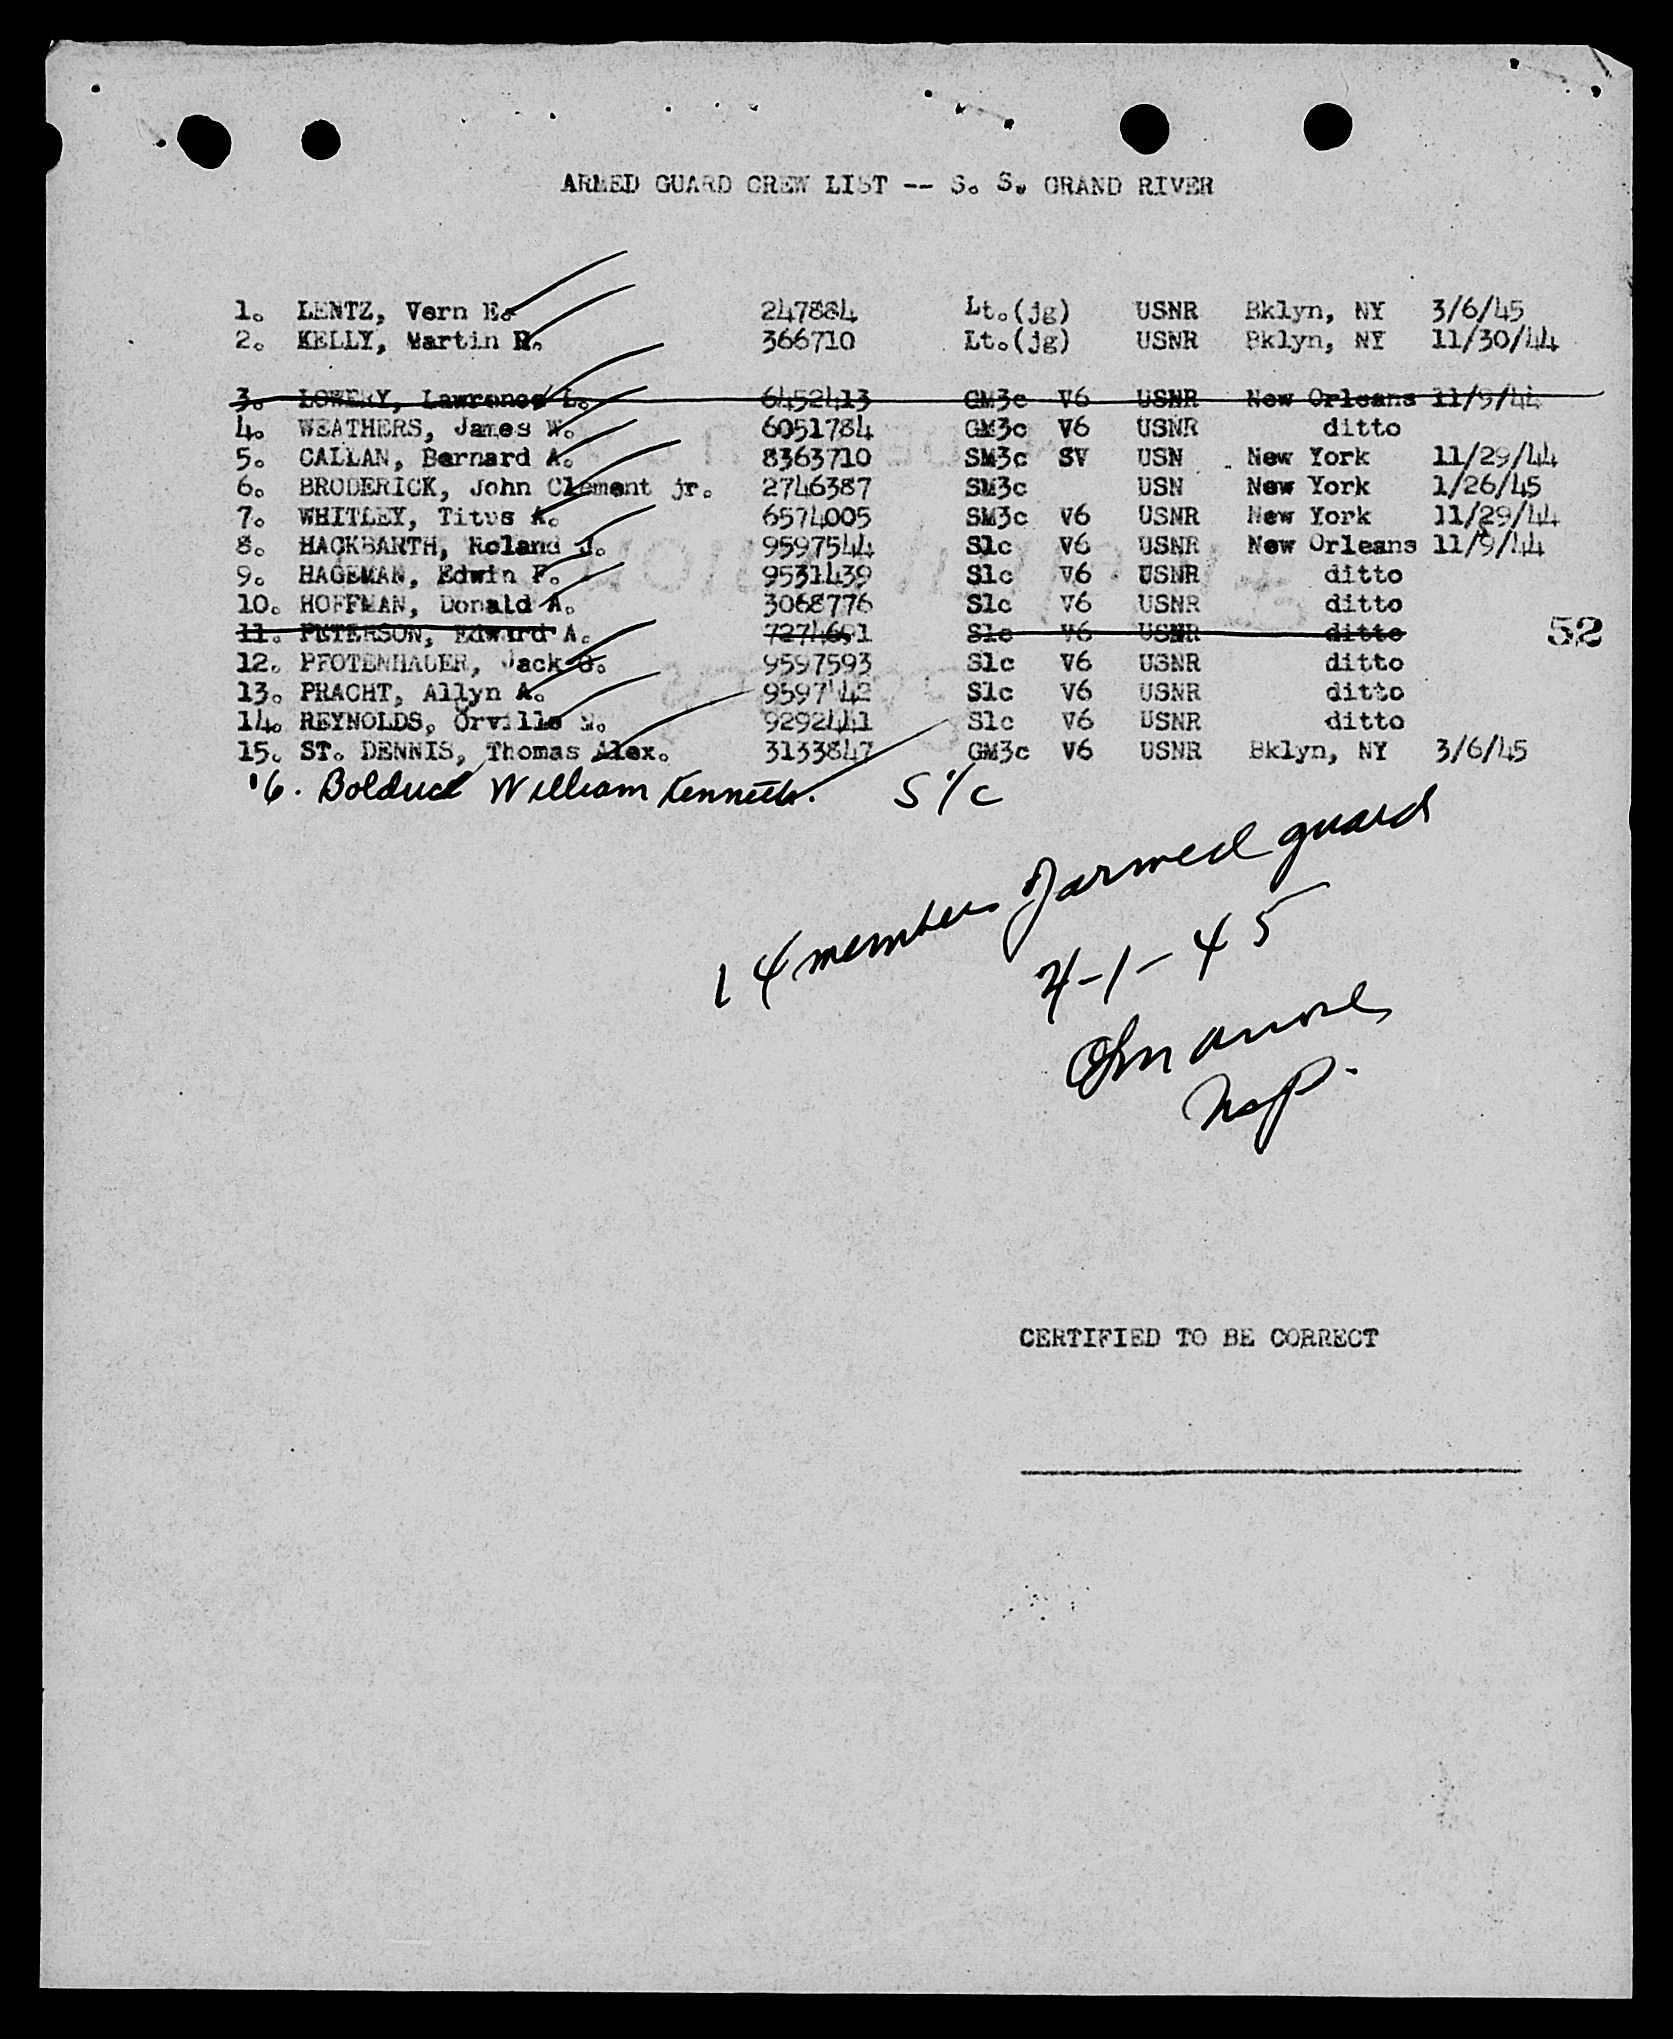 ARMED GUARD CREW LIST -- S. S. GRAND RIVER
1. LENTZ, Vern E. 247884 Lt.(jg) USNR Bklyn, NY 3/6/45
2. KELLY, Martin R. 366710 Lt.(jg) USNR Bklyn, NY 11/30/44
3. LOWERY, Lawrence L. 6452413 GM3c V6 USNR New Orleans 11/9/44
4. WEATHERS, James W. 6051784 GM3c V6 USNR ditto
5. CALLAN, Bernard A. 8363710 SM3c SV USN New York 11/29/44
6. BRODERICK, John Clement jr. 2746387 SM3c USN New York 1/26/45
7. WHITLEY, Titus A. 6574005 SM3c V6 USNR New York 11/29/44
8. HACKBARTH, Roland J. 9597544 S1c V6 USNR New Orleans 11/9/44
9. HAGEMAN, Edwin F. 9531439 S1c V6 USNR ditto
10. HOFFMAN, Donald A. 3068776 S1c V6 USNR ditto
11. PETERSON, Edward A. 7274691 S1c V6 USNR ditto
52
12. PFOTENHAUER, Jack 9597593 S1c V6 USNR ditto
13. PRACHT, Allyn A. 9597442 S1c V6 USNR ditto
14. REYNOLDS, Orville 9292441 S1c V6 USNR ditto
15. ST. DENNIS, Thomas Alex. 3133847 GM3c V6 USNR Bklyn, NY 3/6/45
16. Bolduc William Kenneth. S 1/c
14 members of armed guard
4-1-45
CERTIFIED TO BE CORRECT